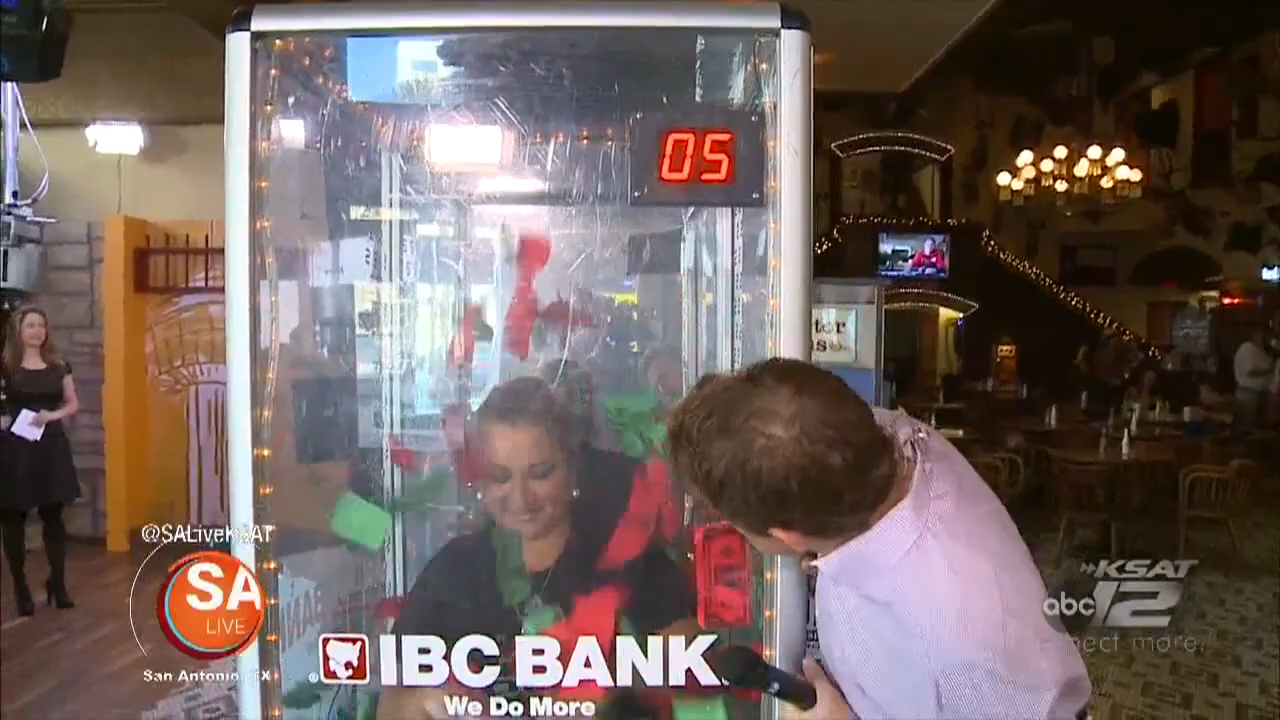 05
@SALiveKSAT
SA
LIVE
San Antonio, TX
IBC BANK
We Do More
KSAT
abc 12